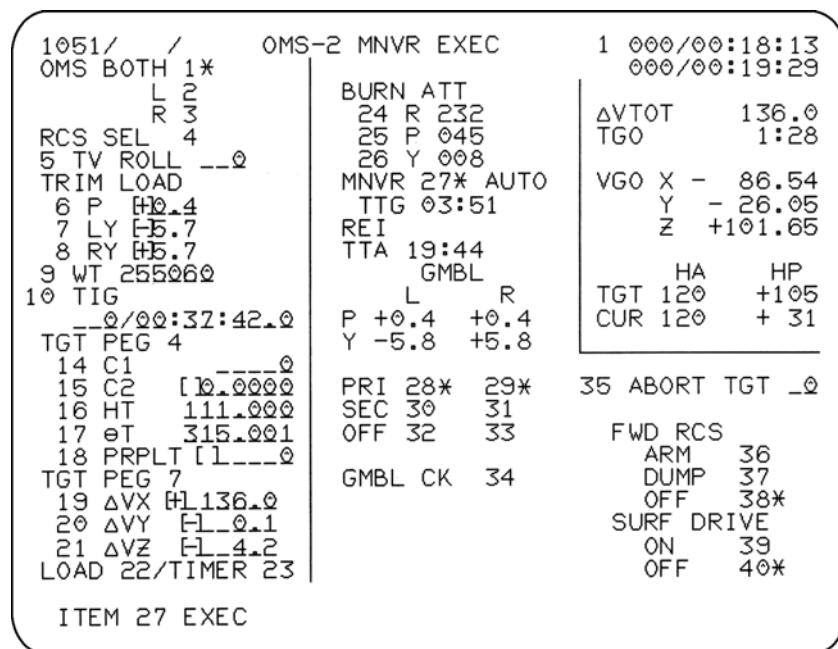 1051/ / OMS-2 MNVR EXEC 1 000/00:18:13
000/00:19:29
OMS BOTH 1*
L 2
R 3
RCS SEL 4
5 TV ROLL __0
TRIM LOAD
6 P [+]0.4
7 LY [-]5.7
8 RY [+]5.7
9 WT 255060
10 TIG
__0/00:37:42.0
TGT PEG 4
14 C1 ____0
15 C2 [ ]0.0000
16 HT 111.000
17 θT 315.001
18 PRPLT [ ]____0
TGT PEG 7
19 ΔVX [+]_136.0
20 ΔVY [-]__0.1
21 ΔVZ [-]__4.2
LOAD 22/TIMER 23
BURN ATT
24 R 232
25 P 045
26 Y 008
MNVR 27* AUTO
TTG 03:51
REI
TTA 19:44
GMBL
L R
P +0.4 +0.4
Y -5.8 +5.8
PRI 28* 29*
SEC 30 31
OFF 32 33
GMBL CK 34
ΔVTOT 136.0
TGO 1:28
VGO X - 86.54
Y - 26.05
Z +101.65
HA HP
TGT 120 +105
CUR 120 + 31
35 ABORT TGT _0
FWD RCS
ARM 36
DUMP 37
OFF 38*
SURF DRIVE
ON 39
OFF 40*
ITEM 27 EXEC